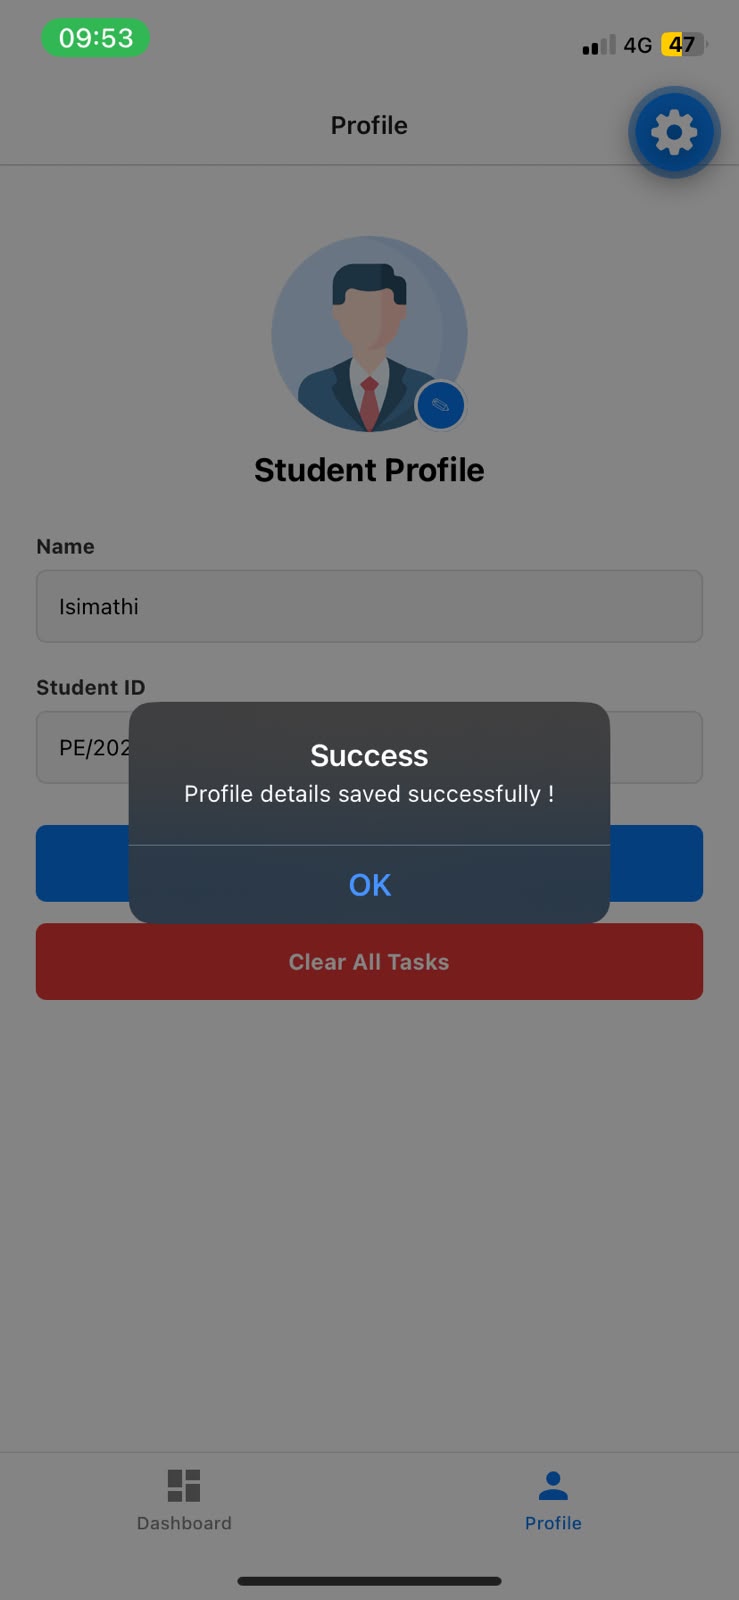 09:53
4G 47
Profile
Student Profile
Name
Isimathi
Student ID
PE/202
Success
Profile details saved successfully !
OK
Clear All Tasks
Dashboard
Profile